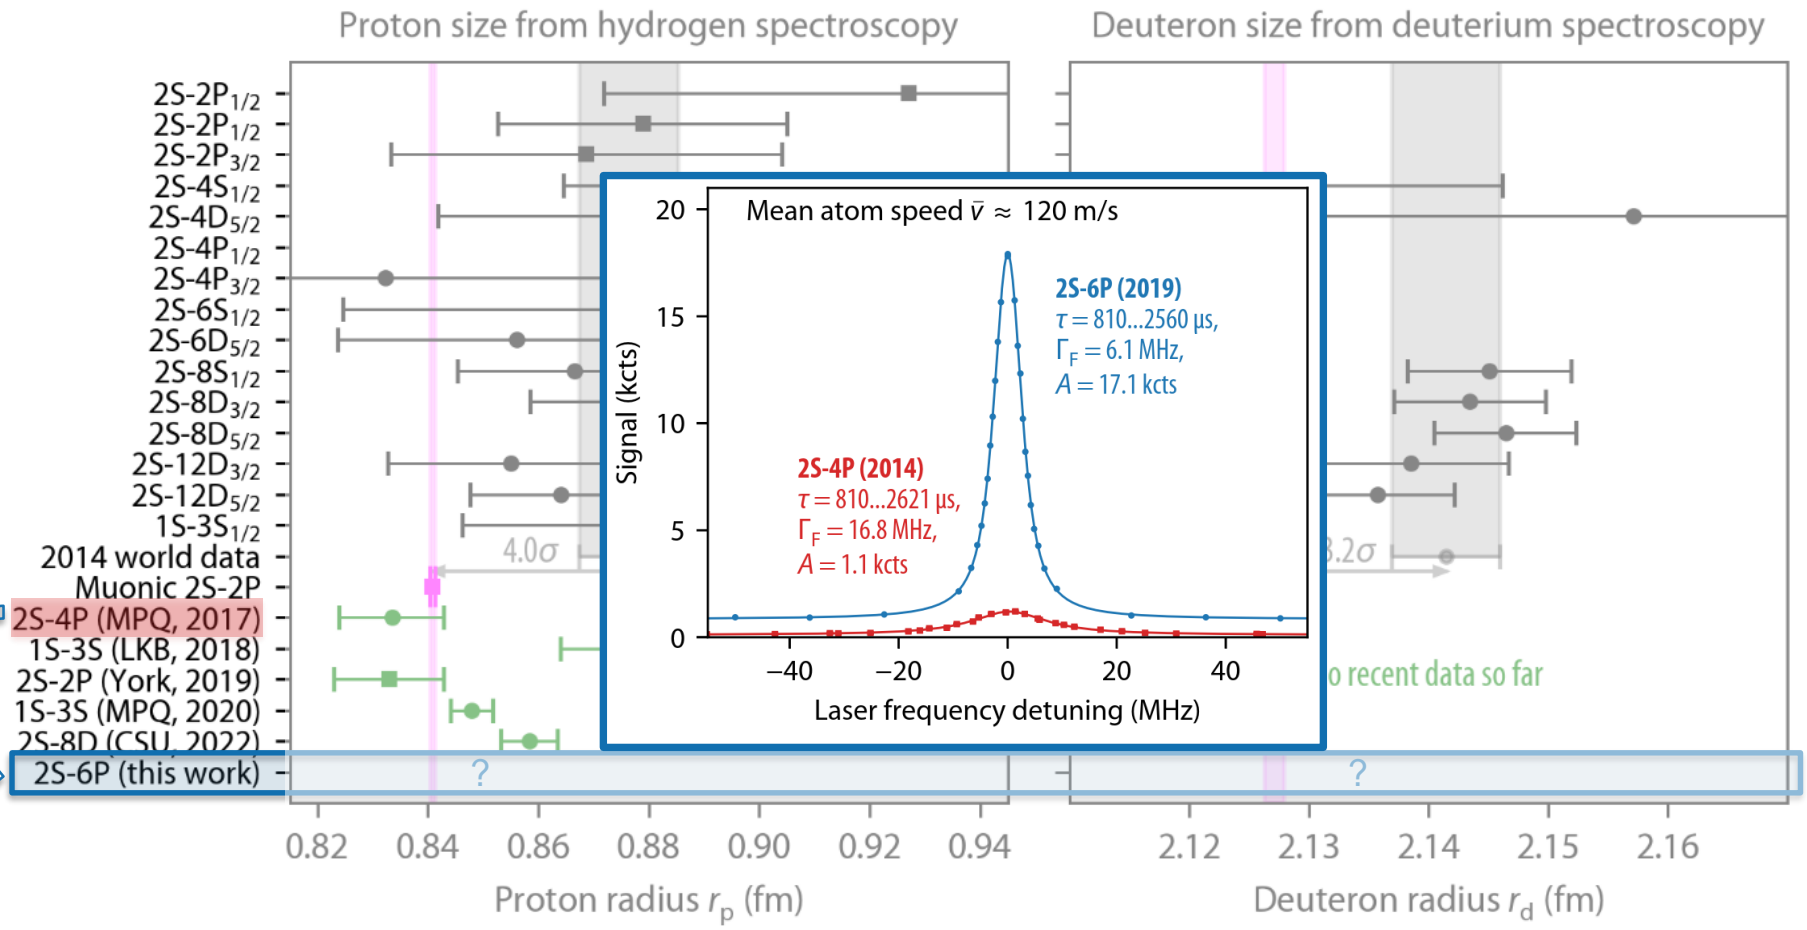 Proton size from hydrogen spectroscopy
Deuteron size from deuterium spectroscopy
2S-2P1/2
2S-2P1/2
2S-2P3/2
2S-4S1/2
2S-4D5/2
2S-4P1/2
2S-4P3/2
2S-6S1/2
2S-6D5/2
2S-8S1/2
2S-8D3/2
2S-8D5/2
2S-12D3/2
2S-12D5/2
1S-3S1/2
2014 world data
Muonic 2S-2P
2S-4P (MPQ, 2017)
1S-3S (LKB, 2018)
2S-2P (York, 2019)
1S-3S (MPQ, 2020)
2S-8D (CSU, 2022)
2S-6P (this work)
4.0σ
?
0.82 0.84 0.86 0.88 0.90 0.92 0.94
Proton radius rp (fm)
Mean atom speed v̄ ≈ 120 m/s
2S-6P (2019)
τ = 810...2560 μs,
ΓF = 6.1 MHz,
A = 17.1 kcts
2S-4P (2014)
τ = 810...2621 μs,
ΓF = 16.8 MHz,
A = 1.1 kcts
Signal (kcts)
20
15
10
5
0
−40 −20 0 20 40
Laser frequency detuning (MHz)
.2σ
o recent data so far
?
2.12 2.13 2.14 2.15 2.16
Deuteron radius rd (fm)